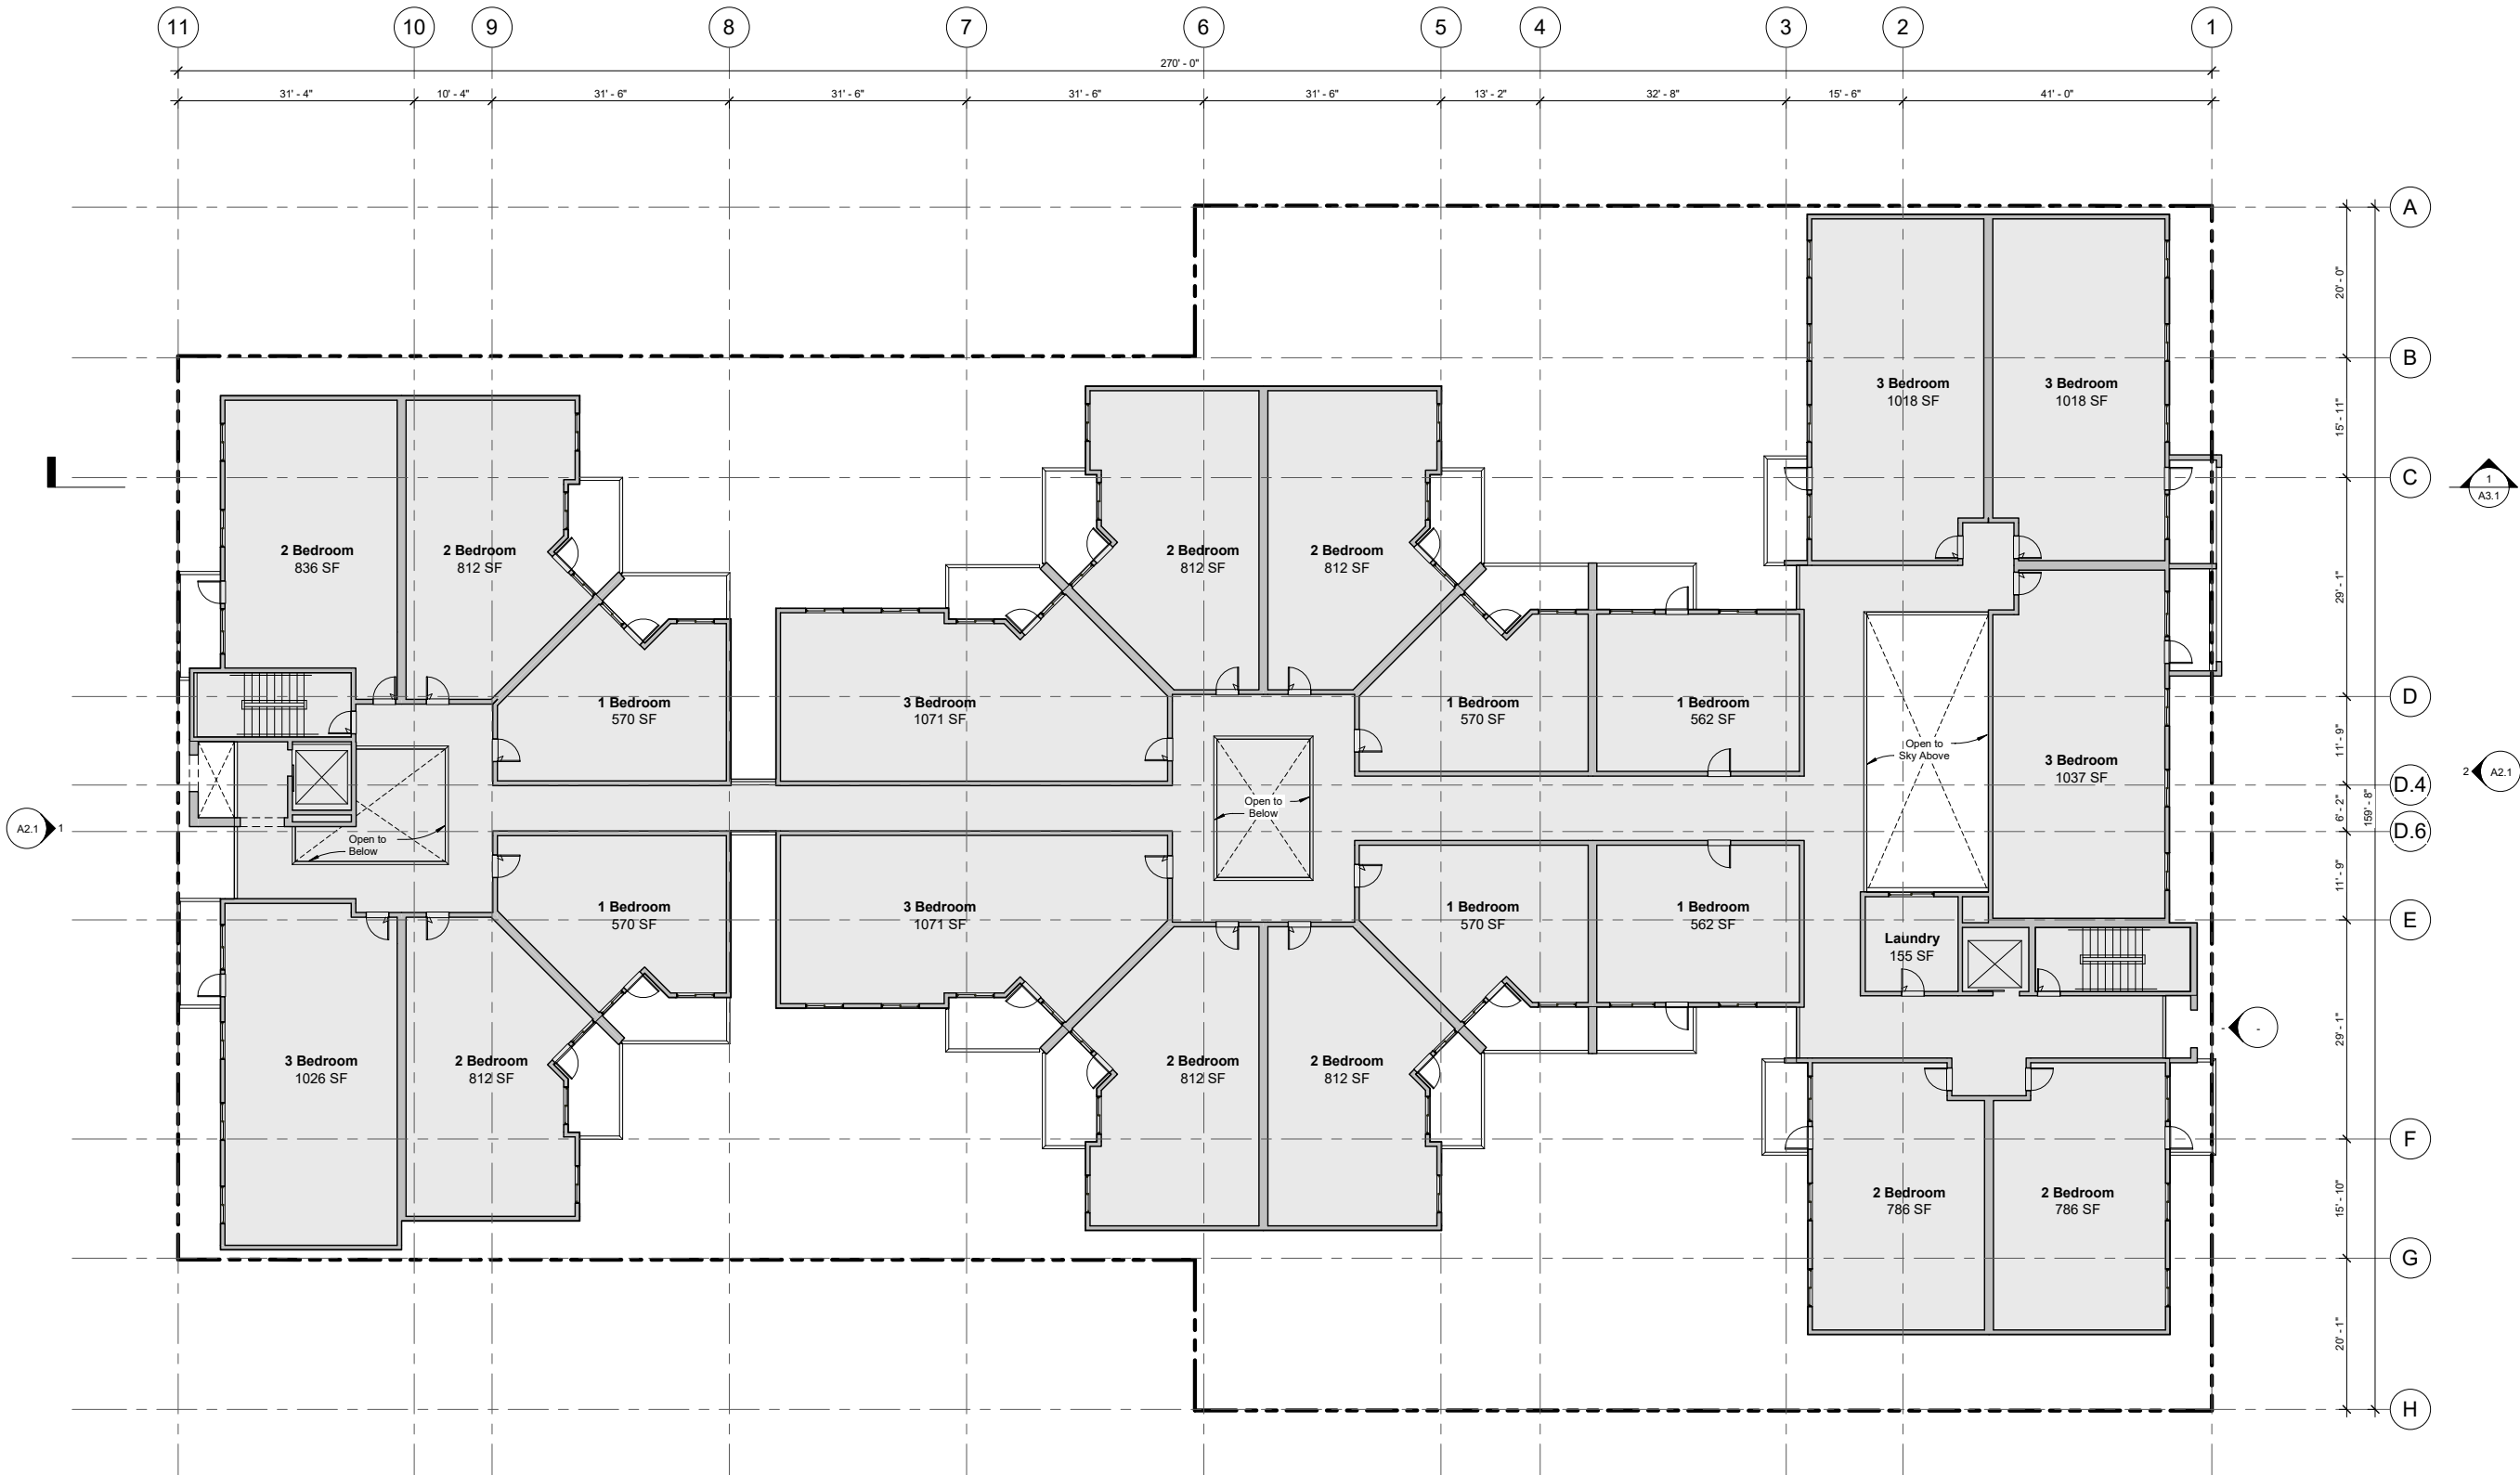 11 10 9 8 7 6 5 4 3 2 1
270' - 0"
31' - 4" 10' - 4" 31' - 6" 31' - 6" 31' - 6" 31' - 6" 13' - 2" 32' - 8" 15' - 6" 41' - 0"
A
20' - 0"
B
3 Bedroom 3 Bedroom
1018 SF 1018 SF
15' - 11"
C
1
A3.1
2 Bedroom 2 Bedroom 2 Bedroom 2 Bedroom
836 SF 812 SF 812 SF 812 SF
29' - 1"
D
1 Bedroom 3 Bedroom 1 Bedroom 1 Bedroom
570 SF 1071 SF 570 SF 562 SF
11' - 9"
Open to
Sky Above
3 Bedroom
1037 SF
2 A2.1
D.4
6' - 2"
159' - 8"
Open to
Below
A2.1 1
D.6
Open to
Below
11' - 9"
1 Bedroom 3 Bedroom 1 Bedroom 1 Bedroom
570 SF 1071 SF 570 SF 562 SF
E
Laundry
155 SF
29' - 1"
- -
3 Bedroom 2 Bedroom 2 Bedroom 2 Bedroom
1026 SF 812 SF 812 SF 812 SF
F
2 Bedroom 2 Bedroom
786 SF 786 SF
15' - 10"
G
20' - 1"
H